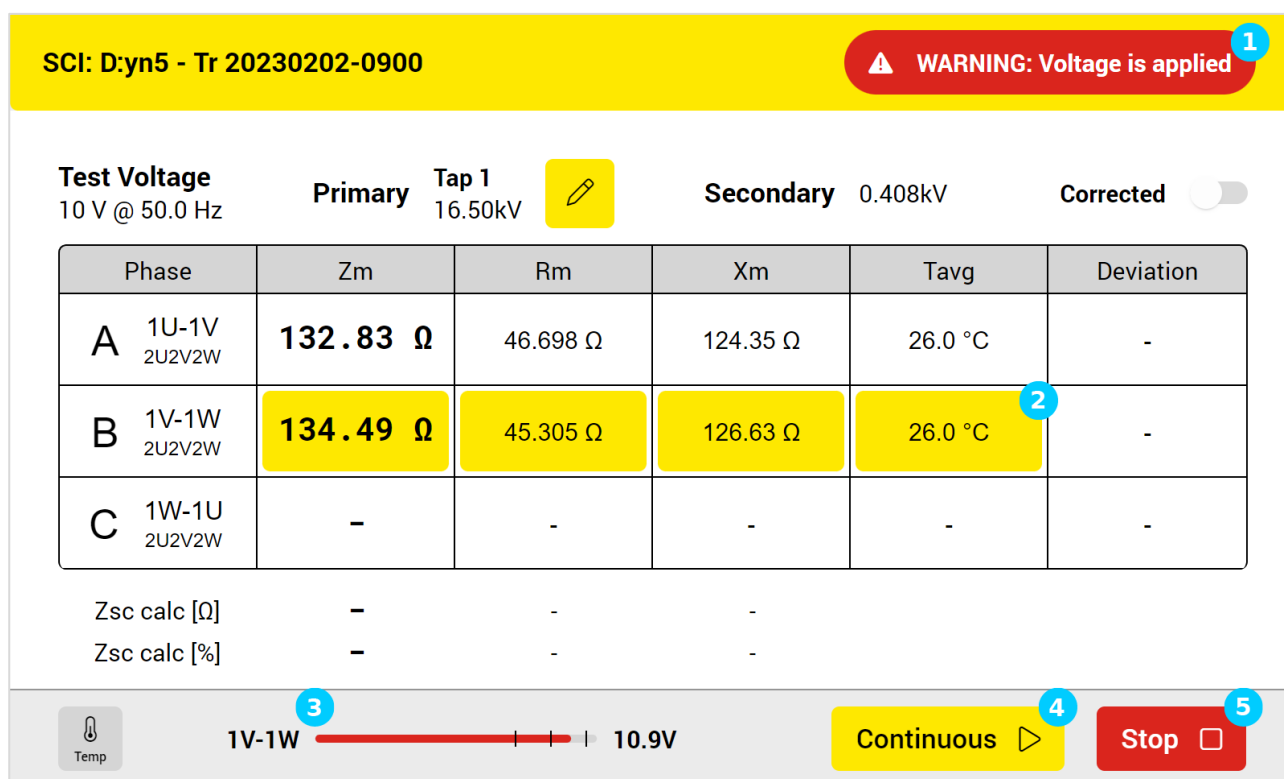 SCI: D:yn5 - Tr 20230202-0900
WARNING: Voltage is applied
1
Test Voltage
10 V @ 50.0 Hz
Primary
Tap 1
16.50kV
Secondary
0.408kV
Corrected
Phase Zm Rm Xm Tavg Deviation
A 1U-1V 132.83 Ω 46.698 Ω 124.35 Ω 26.0 °C -
2U2V2W
2
B 1V-1W 134.49 Ω 45.305 Ω 126.63 Ω 26.0 °C -
2U2V2W
C 1W-1U - - - - -
2U2V2W
Zsc calc [Ω] - - -
Zsc calc [%] - - -
Temp
3
1V-1W 10.9V
4
Continuous
5
Stop